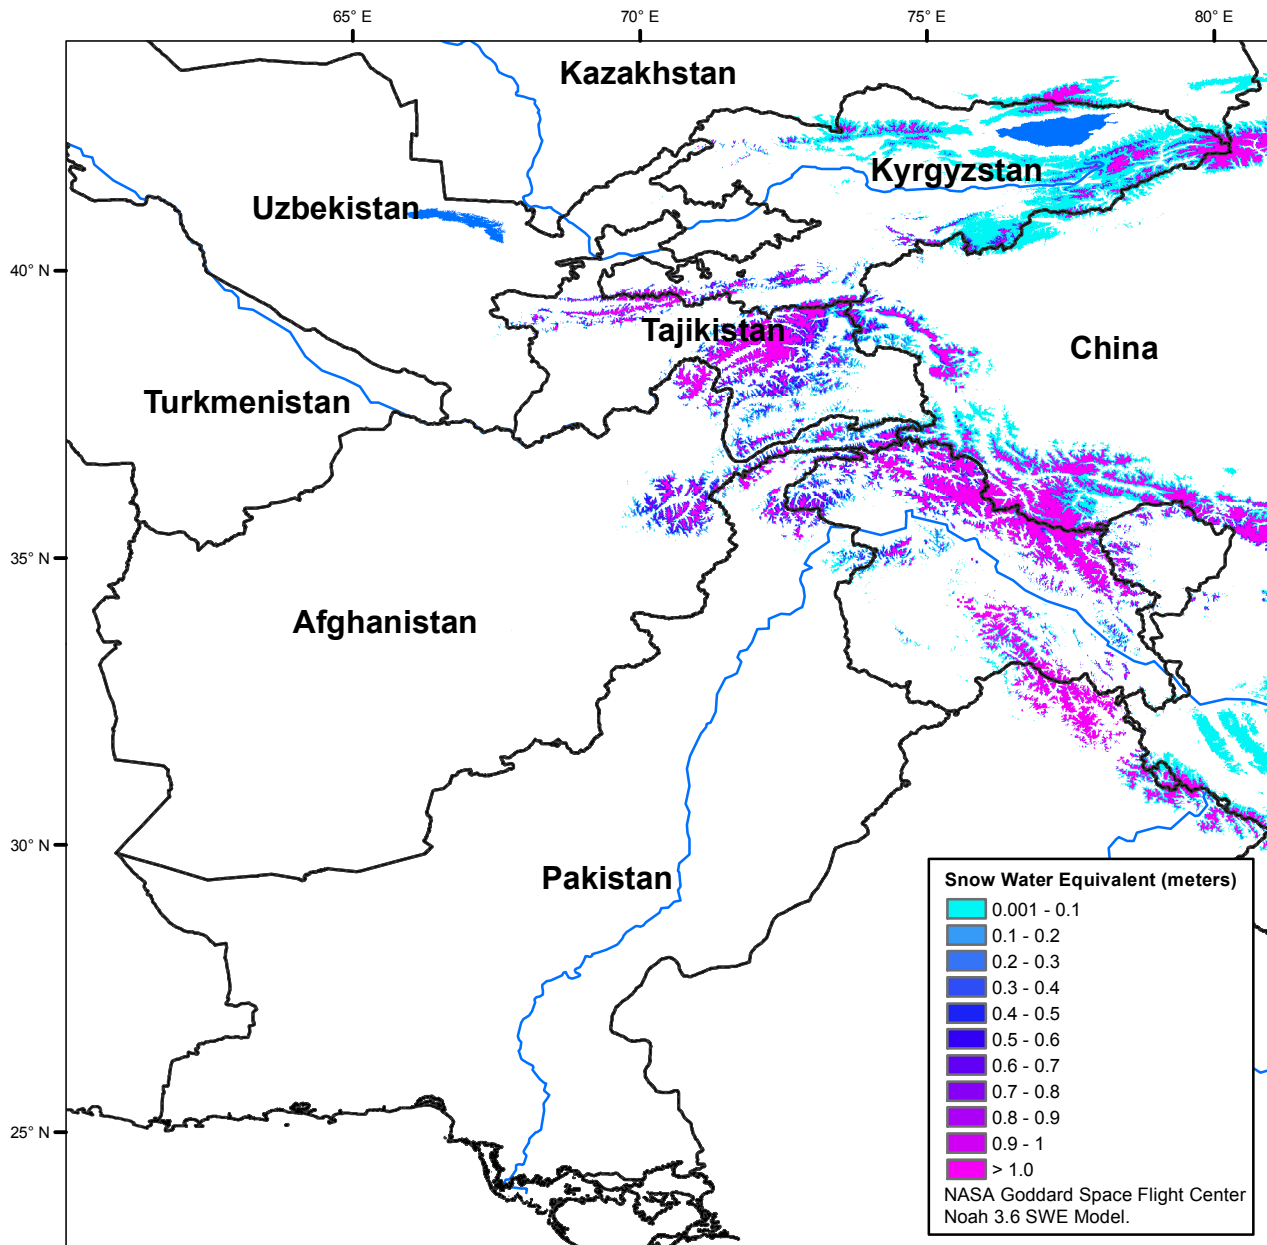 65° E
70° E
75° E
80° E
Kazakhstan
Kyrgyzstan
Uzbekistan
40° N
Tajikistan
China
Turkmenistan
35° N
Afghanistan
30° N
Pakistan
25° N
Snow Water Equivalent (meters)
0.001 - 0.1
0.1 - 0.2
0.2 - 0.3
0.3 - 0.4
0.4 - 0.5
0.5 - 0.6
0.6 - 0.7
0.7 - 0.8
0.8 - 0.9
0.9 - 1
> 1.0
NASA Goddard Space Flight Center
Noah 3.6 SWE Model.